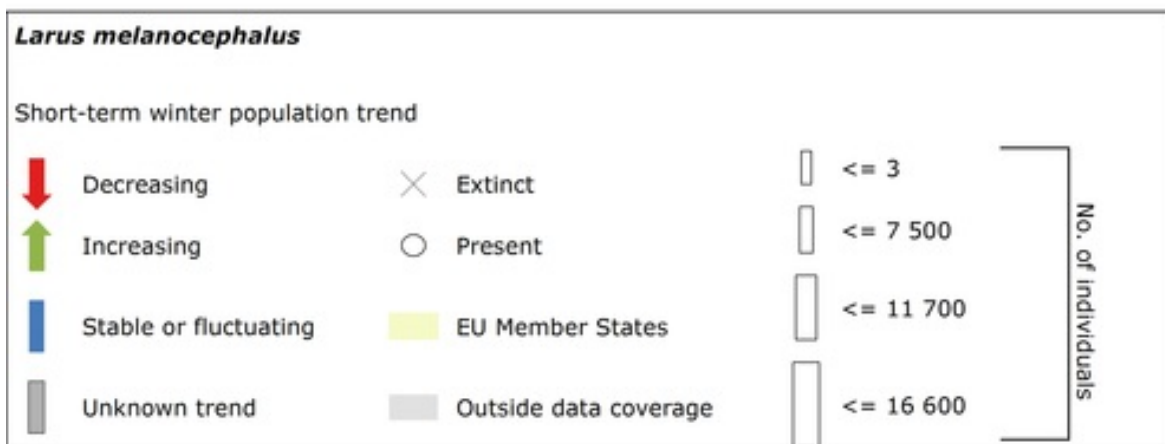 Larus melanocephalus
Short-term winter population trend
Decreasing
Increasing
Stable or fluctuating
Unknown trend
Extinct
Present
EU Member States
Outside data coverage
<= 3
<= 7 500
<= 11 700
<= 16 600
No. of individuals